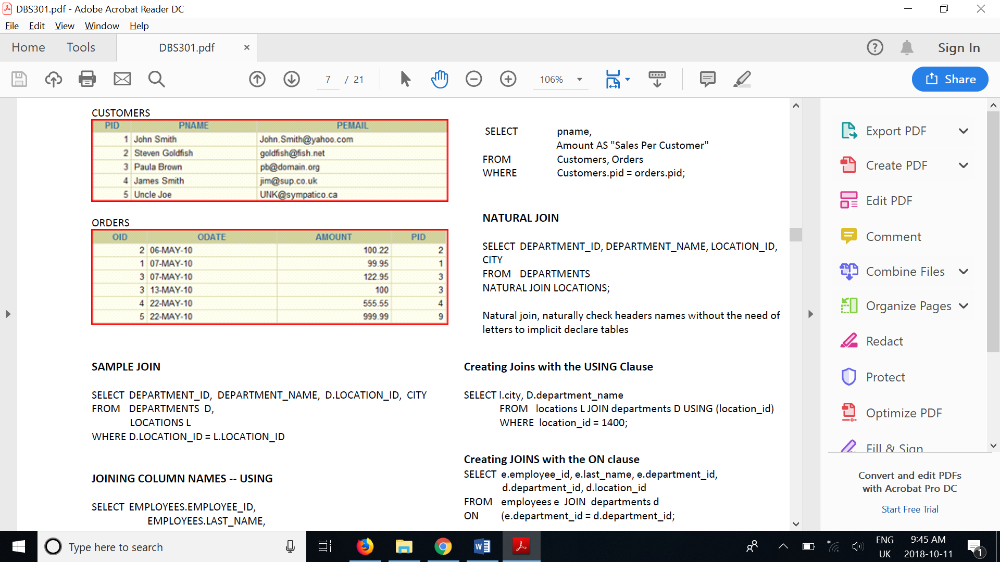 DBS301.pdf - Adobe Acrobat Reader DC
File Edit View Window Help
Home Tools DBS301.pdf × Sign In
7 / 21 106% Share
CUSTOMERS
PID PNAME PEMAIL
1 John Smith John.Smith@yahoo.com
2 Steven Goldfish goldfish@fish.net
3 Paula Brown pb@domain.org
4 James Smith jim@sup.co.uk
5 Uncle Joe UNK@sympatico.ca
ORDERS
OID ODATE AMOUNT PID
2 06-MAY-10 100.22 2
1 07-MAY-10 99.95 1
3 07-MAY-10 122.95 3
3 13-MAY-10 100 3
4 22-MAY-10 555.55 4
5 22-MAY-10 999.99 9
SELECT pname,
Amount AS "Sales Per Customer"
FROM Customers, Orders
WHERE Customers.pid = orders.pid;
NATURAL JOIN
SELECT DEPARTMENT_ID, DEPARTMENT_NAME, LOCATION_ID,
CITY
FROM DEPARTMENTS
NATURAL JOIN LOCATIONS;
Natural join, naturally check headers names without the need of
letters to implicit declare tables
SAMPLE JOIN
SELECT DEPARTMENT_ID, DEPARTMENT_NAME, D.LOCATION_ID, CITY
FROM DEPARTMENTS D,
LOCATIONS L
WHERE D.LOCATION_ID = L.LOCATION_ID
JOINING COLUMN NAMES -- USING
SELECT EMPLOYEES.EMPLOYEE_ID,
EMPLOYEES.LAST_NAME,
Creating Joins with the USING Clause
SELECT l.city, D.department_name
FROM locations L JOIN departments D USING (location_id)
WHERE location_id = 1400;
Creating JOINS with the ON clause
SELECT e.employee_id, e.last_name, e.department_id,
d.department_id, d.location_id
FROM employees e JOIN departments d
ON (e.department_id = d.department_id;
Export PDF
Create PDF
Edit PDF
Comment
Combine Files
Organize Pages
Redact
Protect
Optimize PDF
Fill & Sign
Convert and edit PDFs
with Acrobat Pro DC
Start Free Trial
Type here to search
ENG
UK
9:45 AM
2018-10-11
1